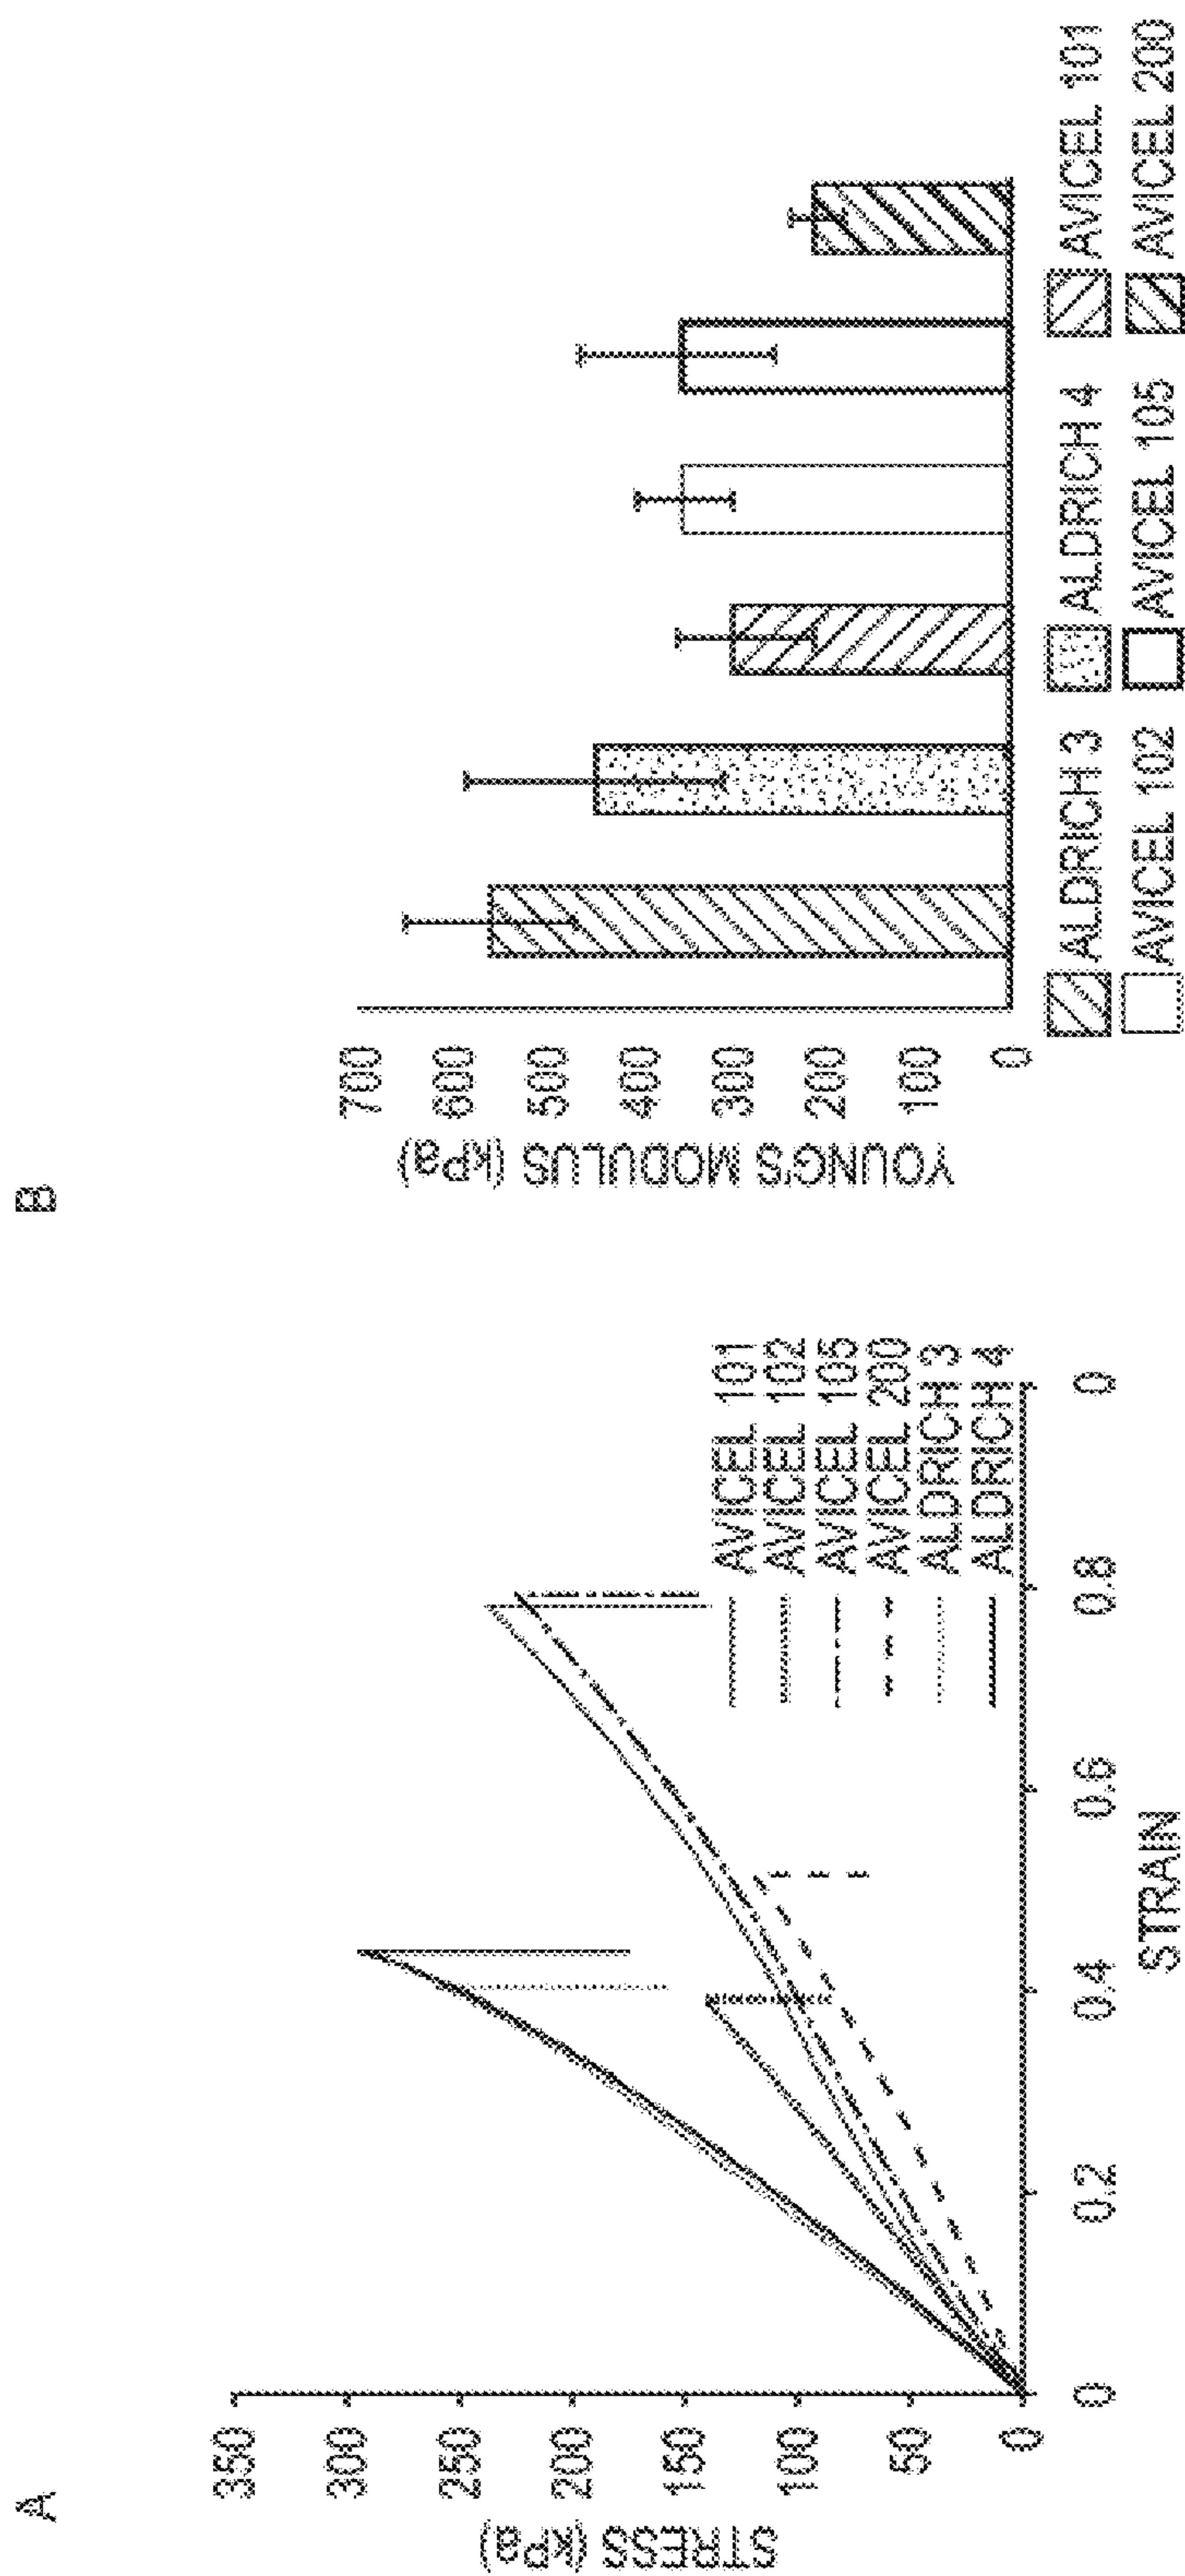 A
STRESS (kPa)
350
300
250
200
150
100
50
0
0
0.2
0.4
0.6
0.8
0
STRAIN
AVICEL 101
AVICEL 102
AVICEL 105
AVICEL 200
ALDRICH 3
ALDRICH 4
B
YOUNG'S MODULUS (kPa)
700
600
500
400
300
200
100
0
ALDRICH 3 ALDRICH 4 AVICEL 101
AVICEL 102 AVICEL 105 AVICEL 200